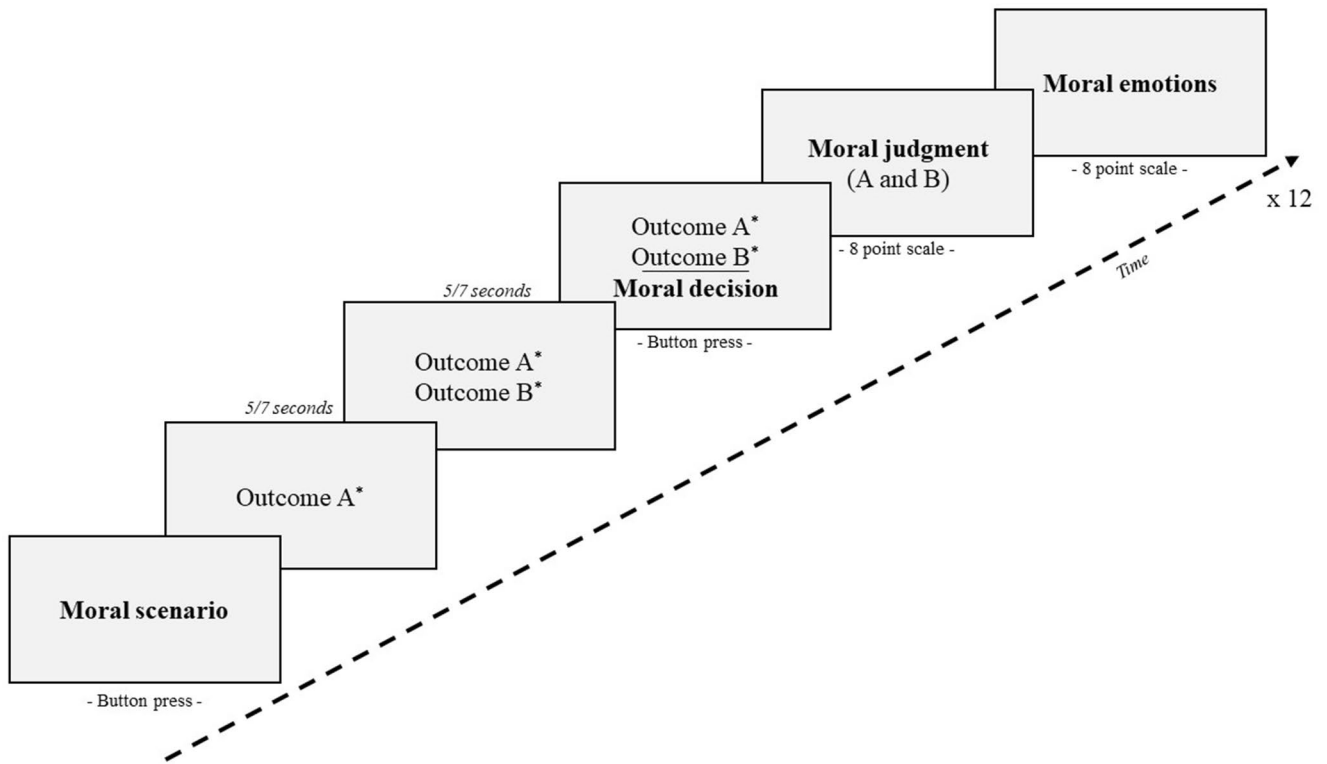 Moral scenario
- Button press -
5/7 seconds
Outcome A*
5/7 seconds
Outcome A*
Outcome B*
Outcome A*
Outcome B*
Moral decision
- Button press -
Moral judgment
(A and B)
- 8 point scale -
Moral emotions
- 8 point scale -
x 12
Time